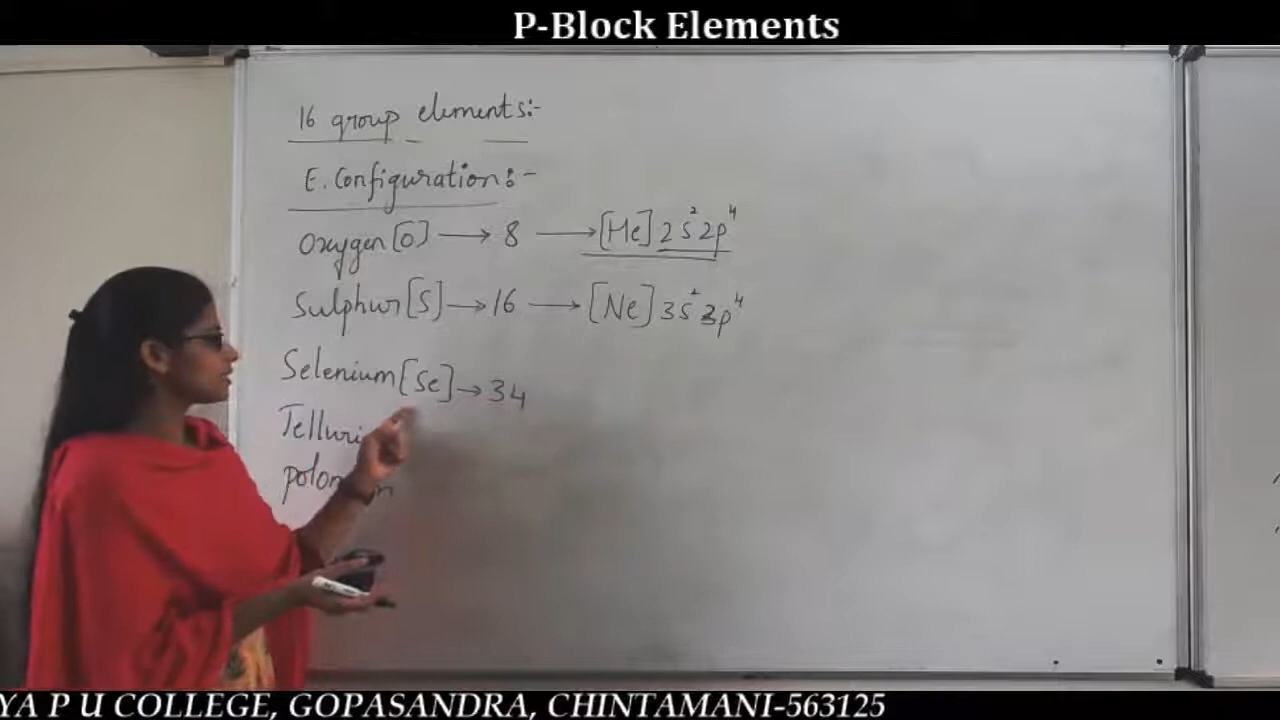 P-Block Elements
16 group elements:-
E. Configuration:-
Oxygen [O] → 8 → [He] 2s² 2p⁴
Sulphur [S] → 16 → [Ne] 3s² 3p⁴
Selenium [Se] → 34
YA P U COLLEGE, GOPASANDRA, CHINTAMANI-563125